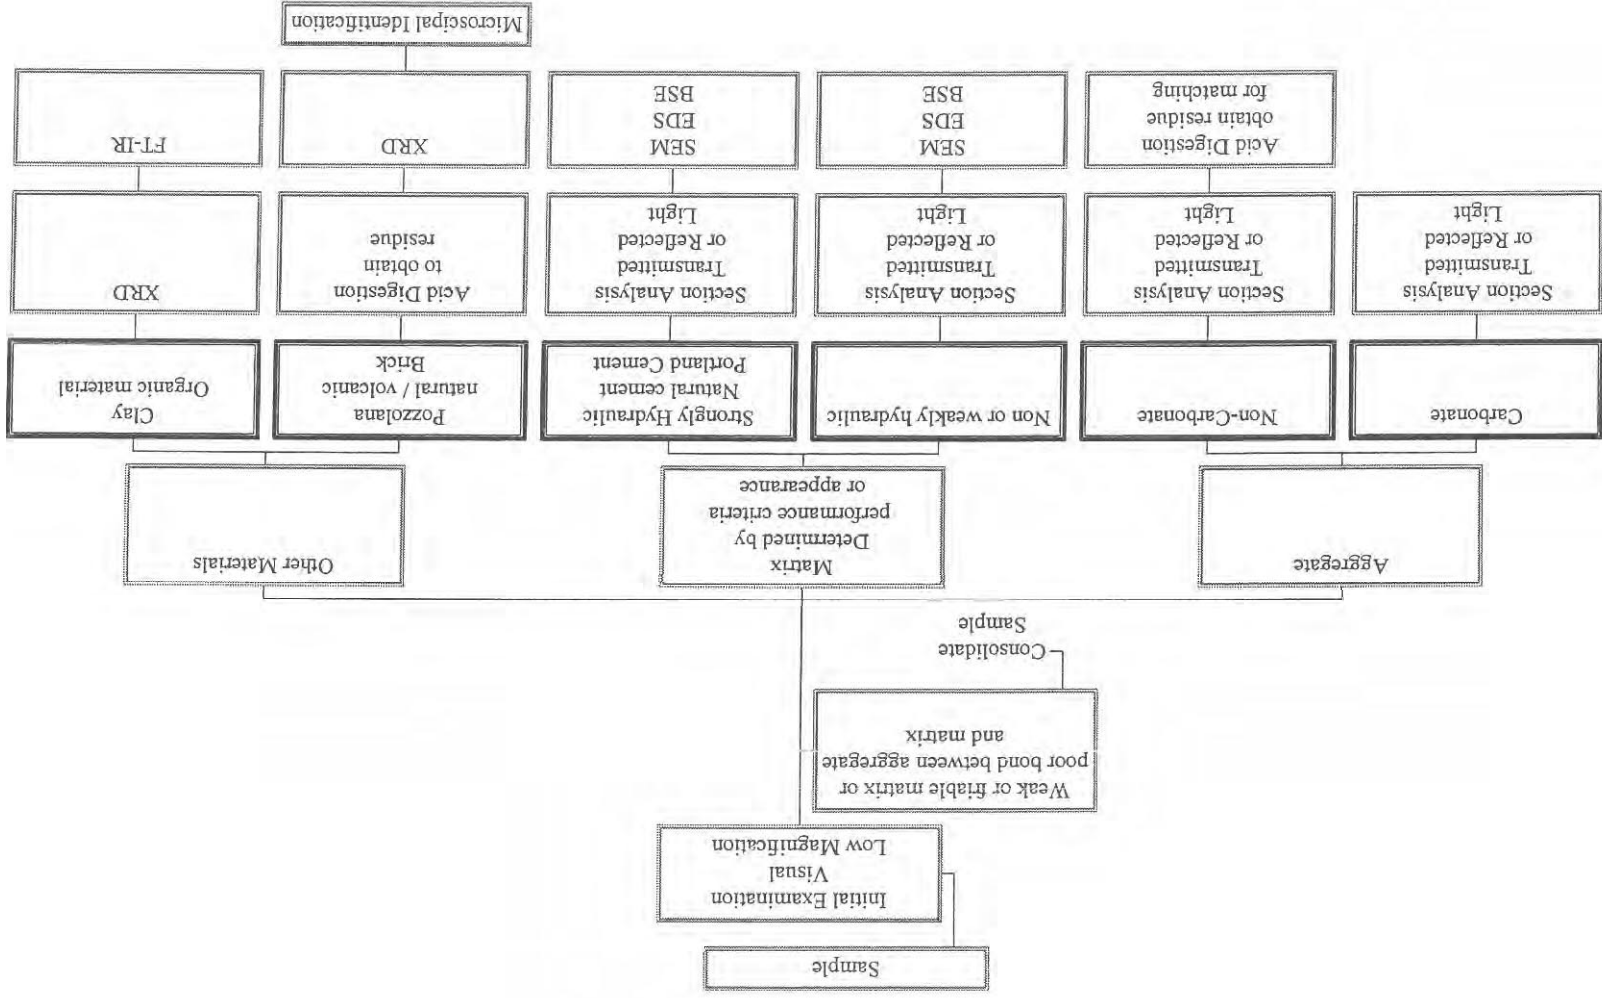 Sample
Initial Examination
Visual
Low Magnification
Weak or friable matrix or
poor bond between aggregate
and matrix
Consolidate
Sample
Aggregate
Matrix
Determined by
performance criteria
or appearance
Other Materials
Carbonate
Non-Carbonate
Non or weakly hydraulic
Strongly Hydraulic
Natural cement
Portland Cement
Pozzolana
natural / volcanic
Brick
Clay
Organic material
Section Analysis
Transmitted
or Reflected
Light
Section Analysis
Transmitted
or Reflected
Light
Section Analysis
Transmitted
or Reflected
Light
Section Analysis
Transmitted
or Reflected
Light
Acid Digestion
to obtain
residue
XRD
Acid Digestion
obtain residue
for matching
SEM
EDS
BSE
SEM
EDS
BSE
XRD
FT-IR
Microscipal Identification